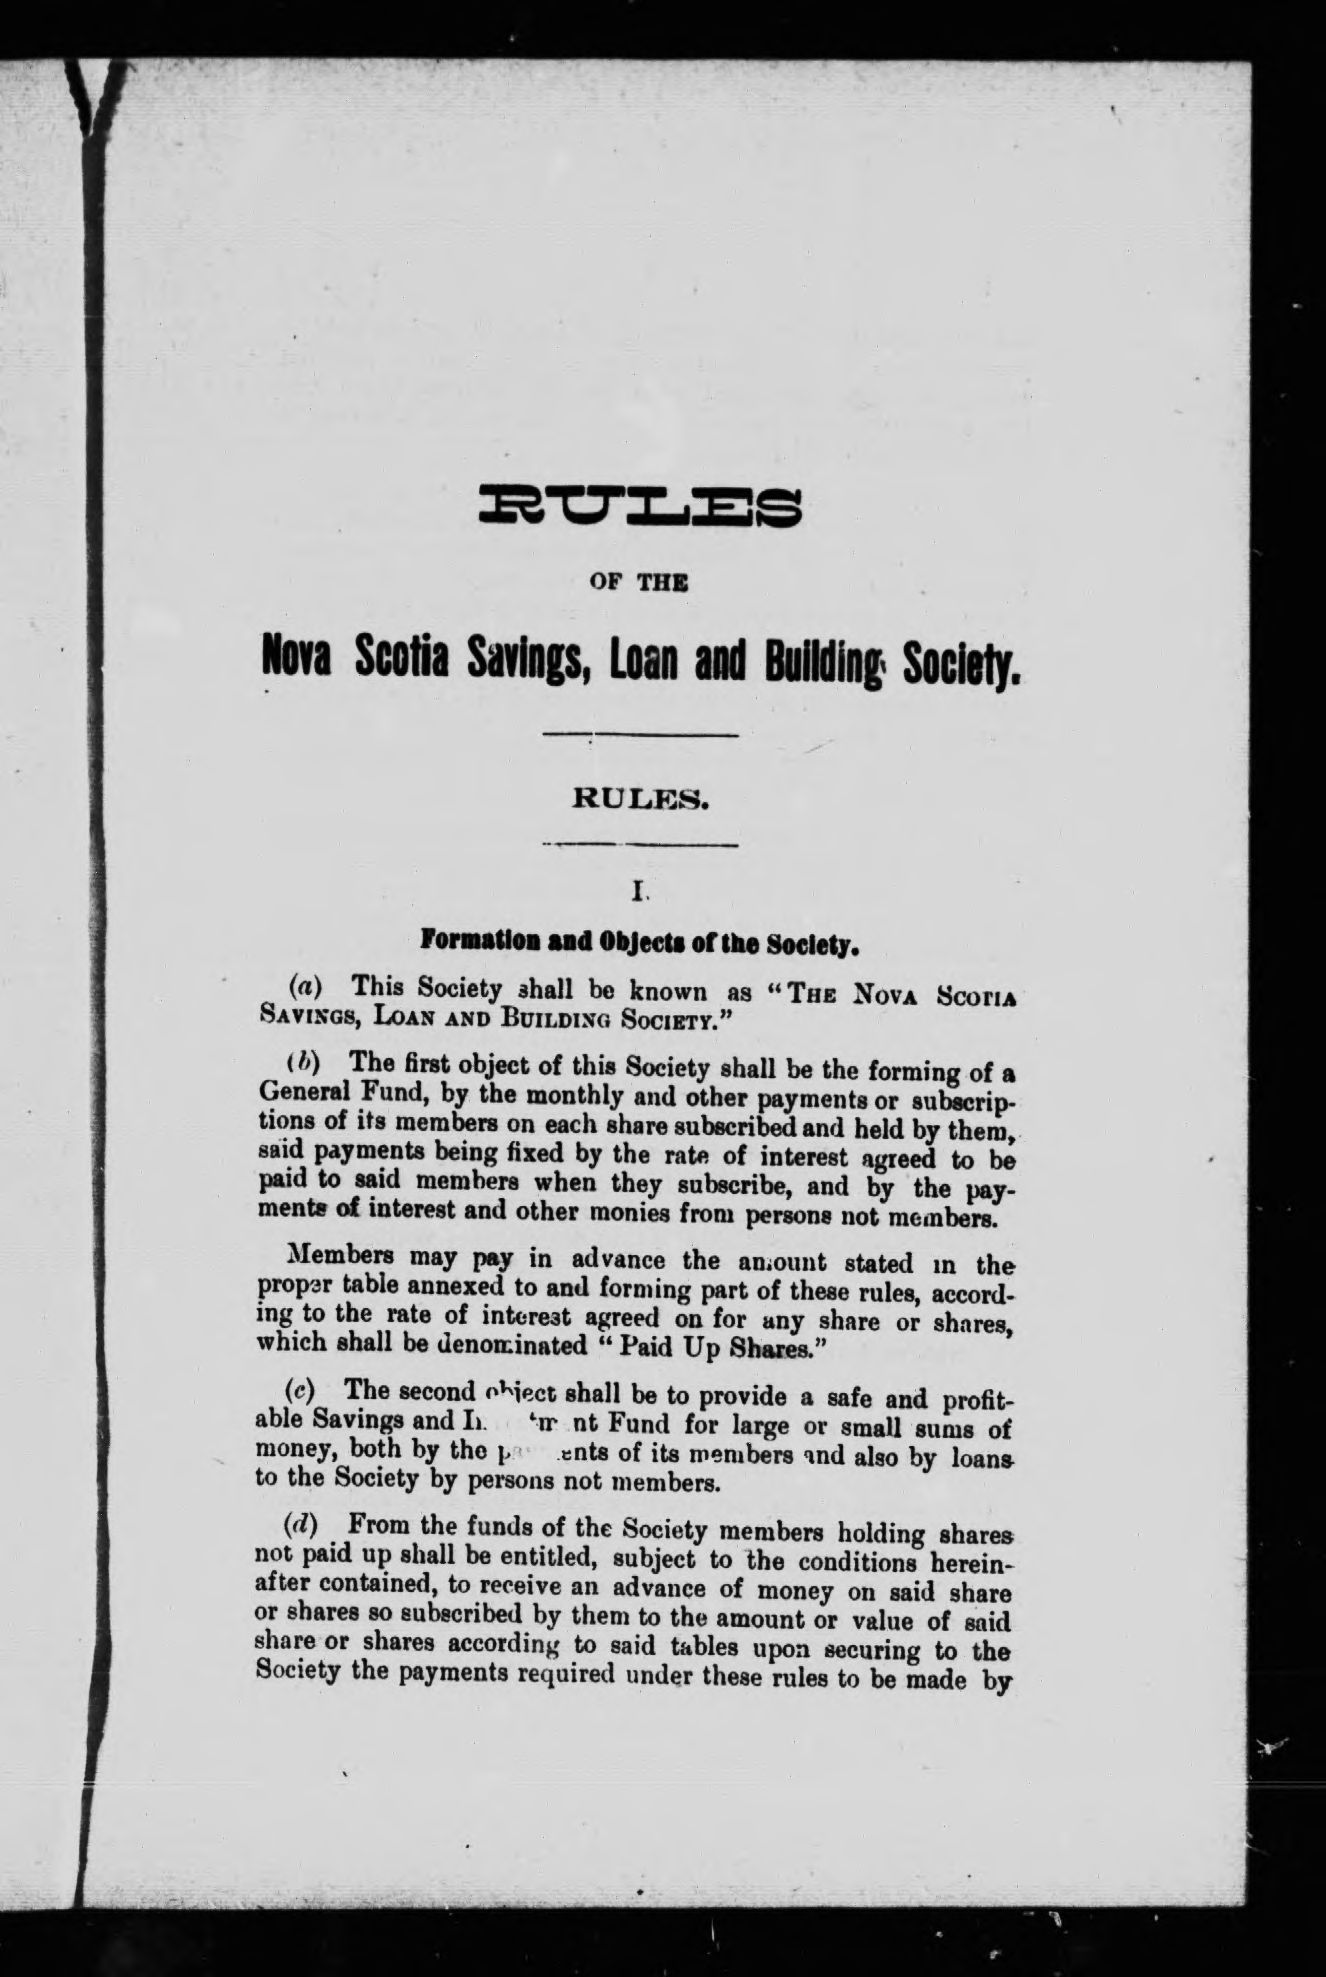 RULES
OF THE
Nova Scotia Savings, Loan and Building Society.
RULES.
I.
Formation and Objects of the Society.
(a) This Society shall be known as "THE NOVA SCOTIA
SAVINGS, LOAN AND BUILDING SOCIETY."
(b) The first object of this Society shall be the forming of a
General Fund, by the monthly and other payments or subscrip-
tions of its members on each share subscribed and held by them,
said payments being fixed by the rate of interest agreed to be
paid to said members when they subscribe, and by the pay-
ments of interest and other monies from persons not members.
Members may pay in advance the amount stated in the
proper table annexed to and forming part of these rules, accord-
ing to the rate of interest agreed on for any share or shares,
which shall be denominated "Paid Up Shares."
(c) The second object shall be to provide a safe and profit-
able Savings and Fund for large or small sums of
money, both by the of its members and also by loans
to the Society by persons not members.
(d) From the funds of the Society members holding shares
not paid up shall be entitled, subject to the conditions herein-
after contained, to receive an advance of money on said share
or shares so subscribed by them to the amount or value of said
share or shares according to said tables upon securing to the
Society the payments required under these rules to be made by